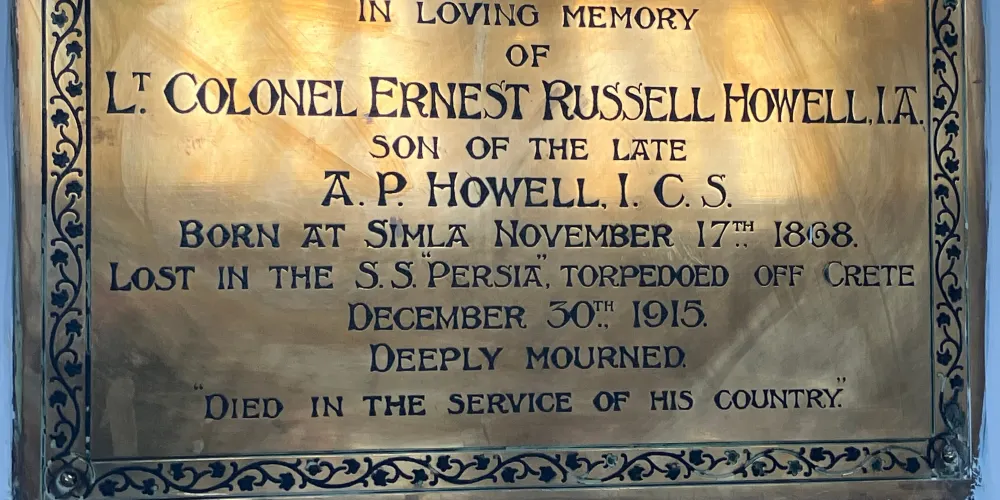 IN LOVING MEMORY
OF
LT COLONEL ERNEST RUSSELL HOWELL, I.A.
SON OF THE LATE
A. P. HOWELL, I. C. S.
BORN AT SIMLA NOVEMBER 17TH., 1868.
LOST IN THE S. S. "PERSIA", TORPEDOED OFF CRETE
DECEMBER 30TH., 1915.
DEEPLY MOURNED.
"DIED IN THE SERVICE OF HIS COUNTRY."